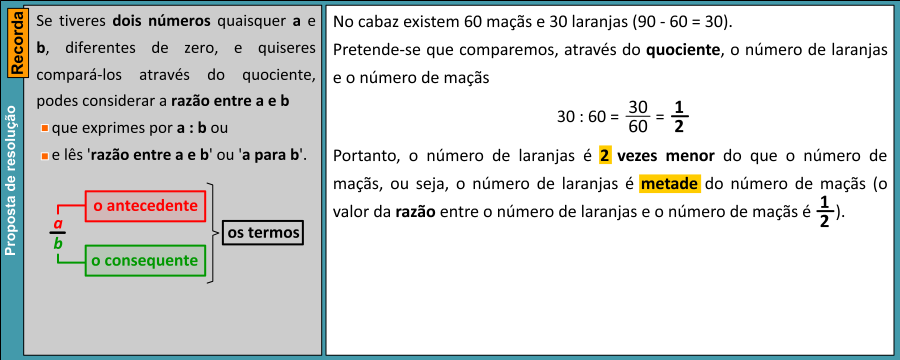 Recorda
Proposta de resolução
Se tiveres dois números quaisquer a e
b, diferentes de zero, e quiseres
compará-los através do quociente,
podes considerar a razão entre a e b
que exprimes por a : b ou
e lês 'razão entre a e b' ou 'a para b'.
a
b
o antecedente
o consequente
os termos
No cabaz existem 60 maçãs e 30 laranjas (90 - 60 = 30).
Pretende-se que comparemos, através do quociente, o número de laranjas
e o número de maçãs
30 : 60 = 30/60 = 1/2
Portanto, o número de laranjas é 2 vezes menor do que o número de
maçãs, ou seja, o número de laranjas é metade do número de maçãs (o
valor da razão entre o número de laranjas e o número de maçãs é 1/2).